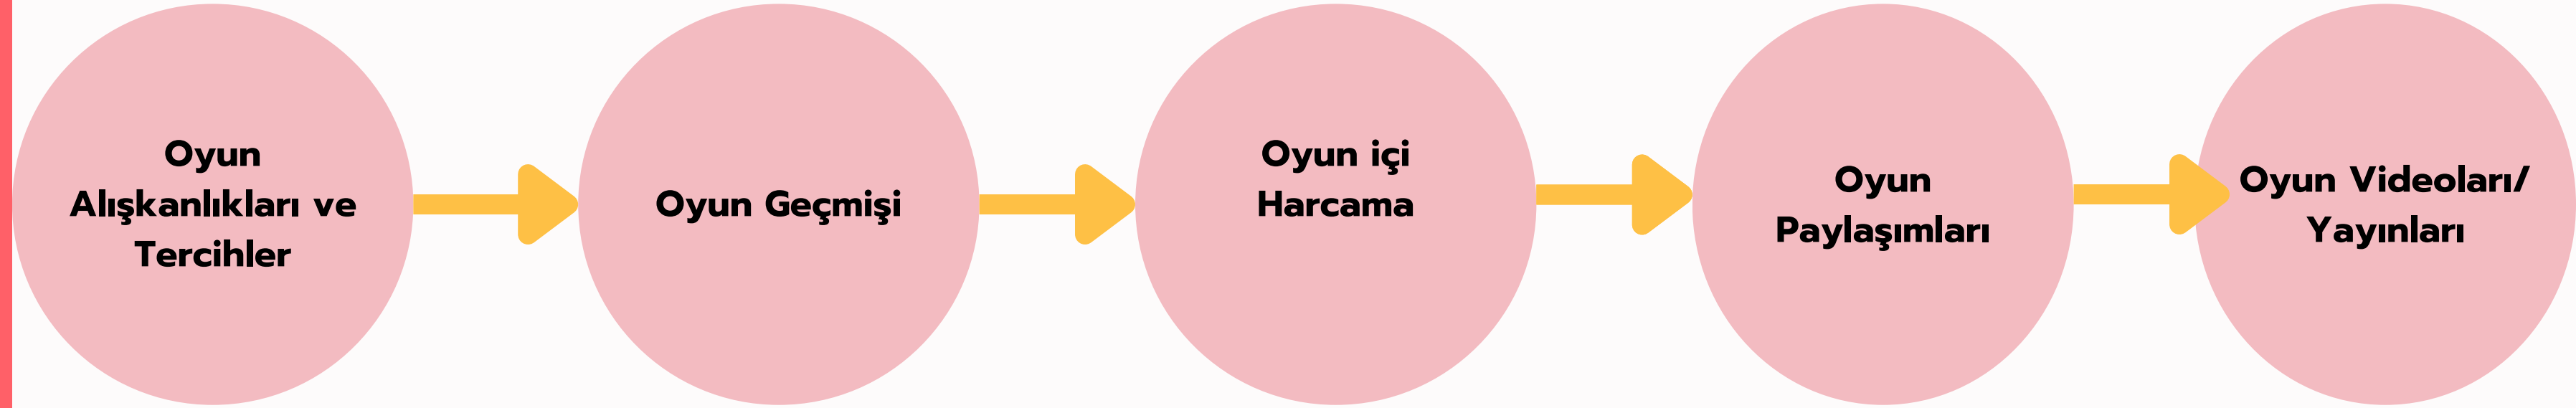 Oyun
Alışkanlıkları ve
Tercihler
Oyun Geçmişi
Oyun içi
Harcama
Oyun
Paylaşımları
Oyun Videoları/
Yayınları